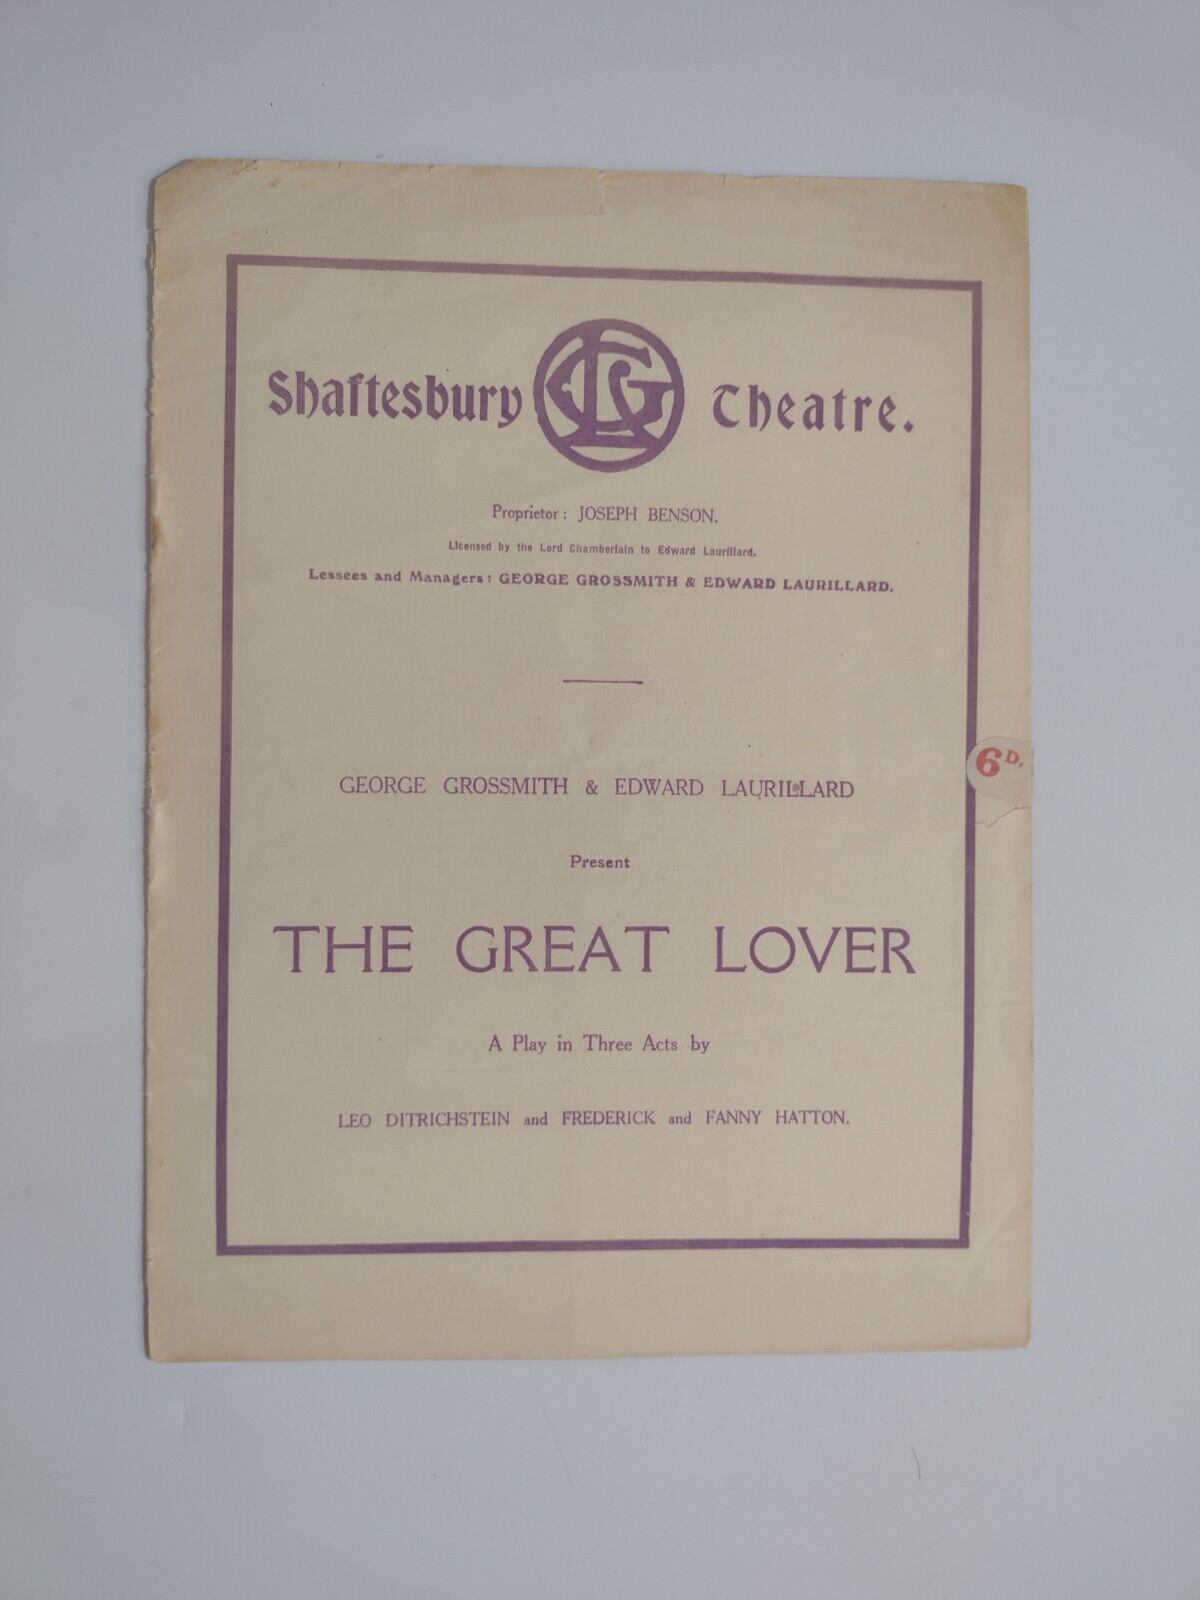 Shaftesbury GL Theatre.
Proprietor: JOSEPH BENSON.
Licensed by the Lord Chamberlain to Edward Laurillard.
Lessees and Managers: GEORGE GROSSMITH & EDWARD LAURILLARD.
GEORGE GROSSMITH & EDWARD LAURILLARD
6D.
Present
THE GREAT LOVER
A Play in Three Acts by
LEO DITRICHSTEIN and FREDERICK and FANNY HATTON.